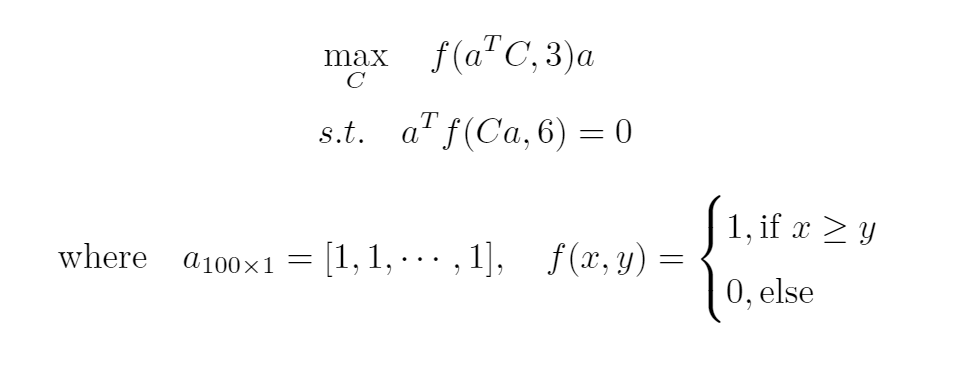 max_C f(a^T C, 3)a
s.t. a^T f(Ca, 6) = 0
where a_{100×1} = [1, 1, ⋯ , 1], f(x, y) = { 1, if x ≥ y
0, else